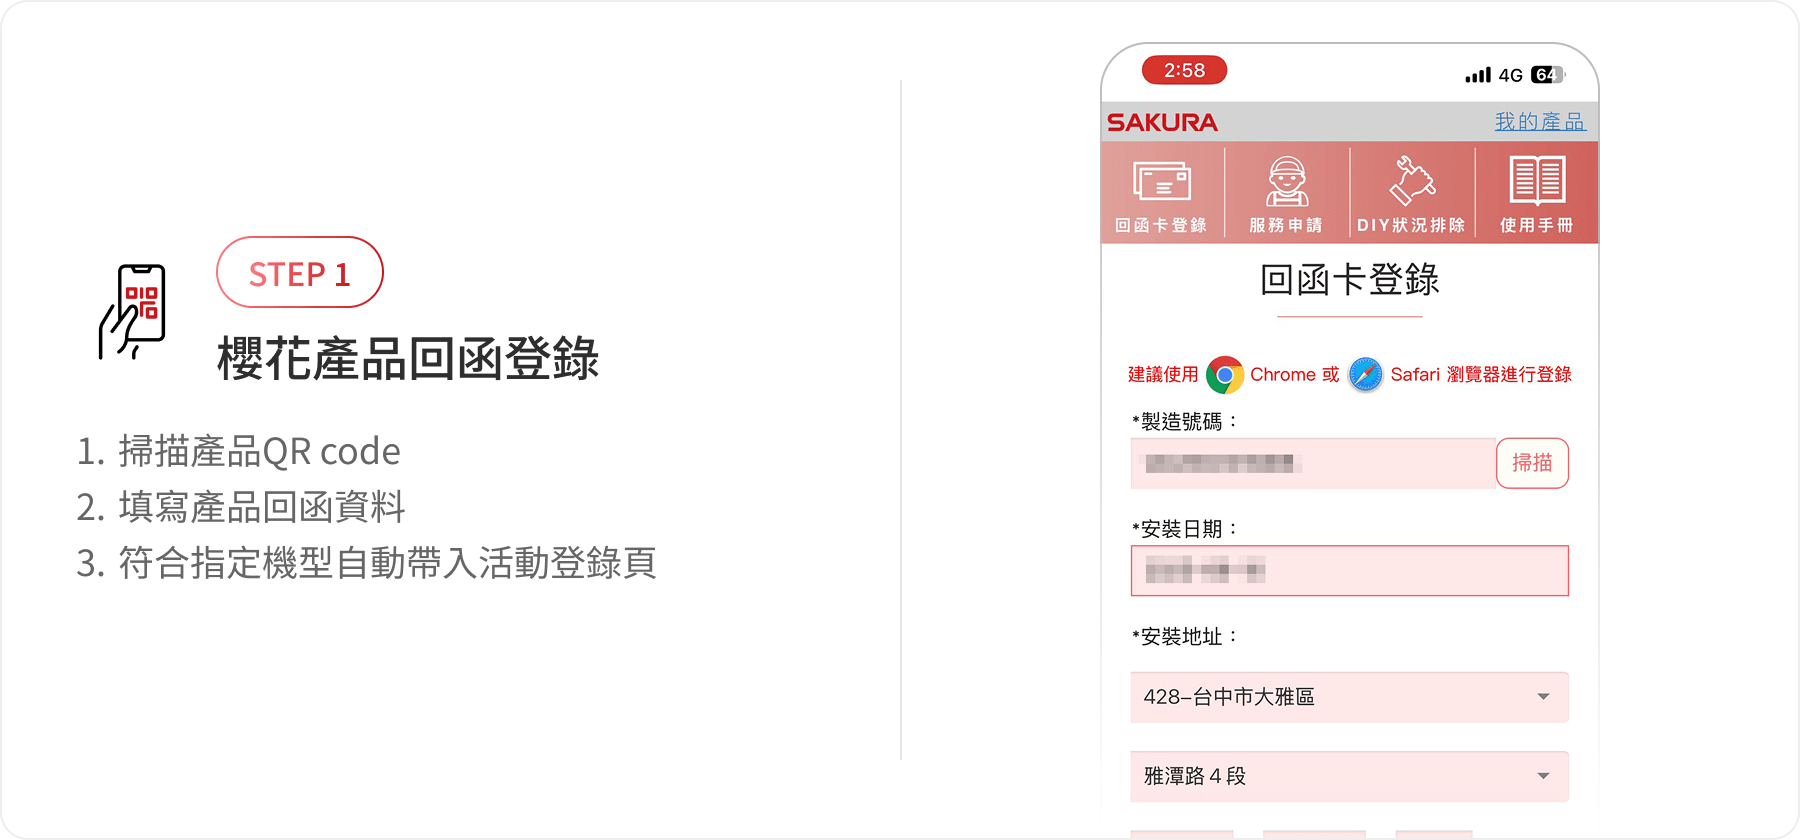 STEP 1
櫻花產品回函登錄
1. 掃描產品QR code
2. 填寫產品回函資料
3. 符合指定機型自動帶入活動登錄頁
2:58
4G 64
SAKURA
我的產品
回函卡登錄
服務申請
DIY狀況排除
使用手冊
回函卡登錄
建議使用 Chrome 或 Safari 瀏覽器進行登錄
*製造號碼：
掃描
*安裝日期：
*安裝地址：
428-台中市大雅區
雅潭路 4 段